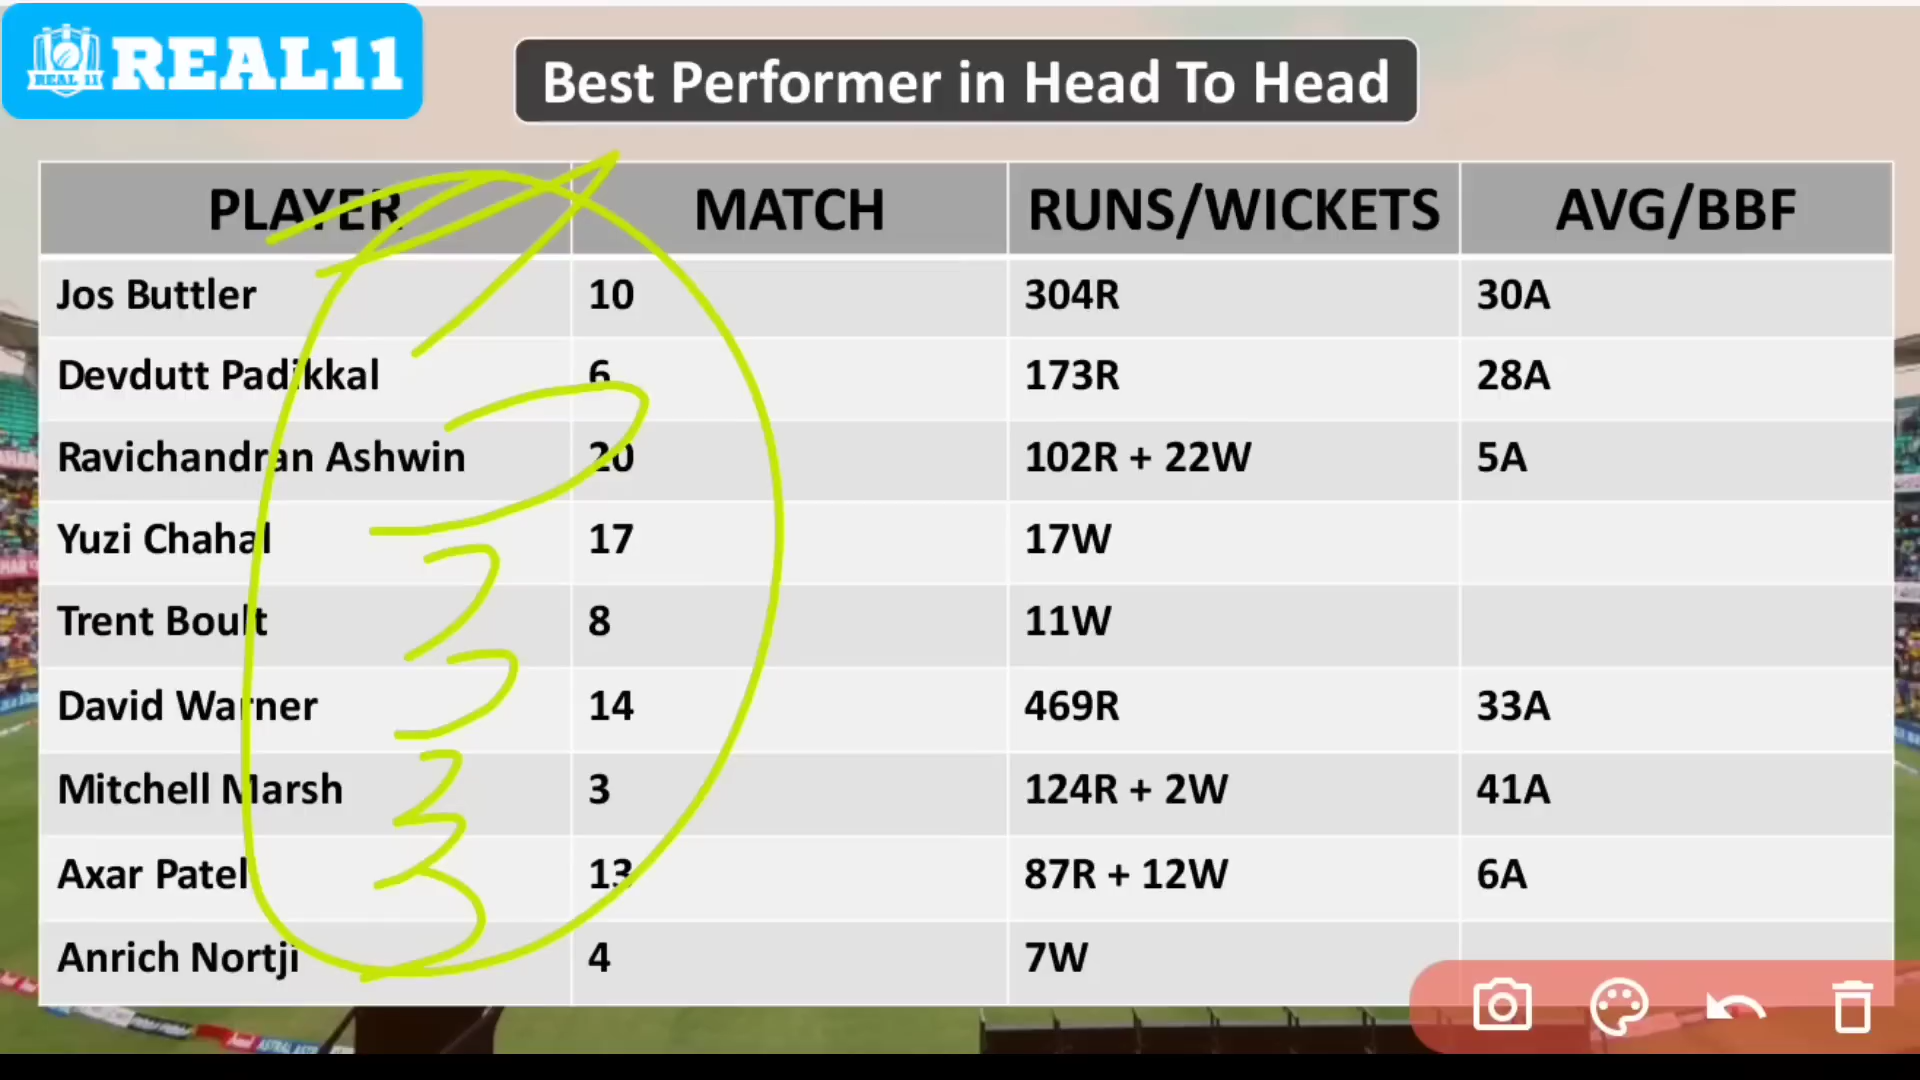 REAL 11 REAL11
Best Performer in Head To Head
PLAYER MATCH RUNS/WICKETS AVG/BBF
Jos Buttler 10 304R 30A
Devdutt Padikkal 6 173R 28A
Ravichandran Ashwin 20 102R + 22W 5A
Yuzi Chahal 17 17W
Trent Boult 8 11W
David Warner 14 469R 33A
Mitchell Marsh 3 124R + 2W 41A
Axar Patel 13 87R + 12W 6A
Anrich Nortji 4 7W